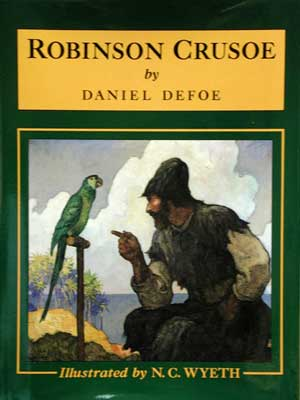 ROBINSON CRUSOE
by
DANIEL DEFOE
Illustrated by N. C. WYETH